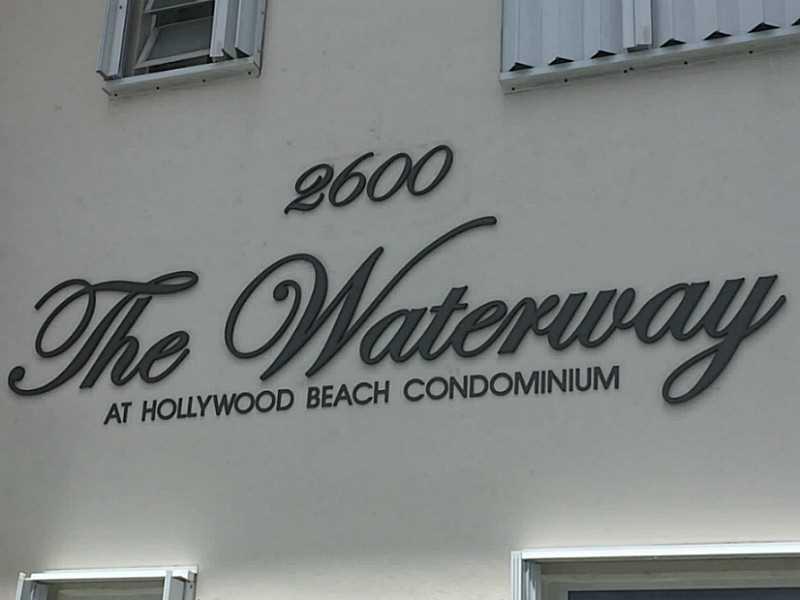 2600
The Waterway
AT HOLLYWOOD BEACH CONDOMINIUM